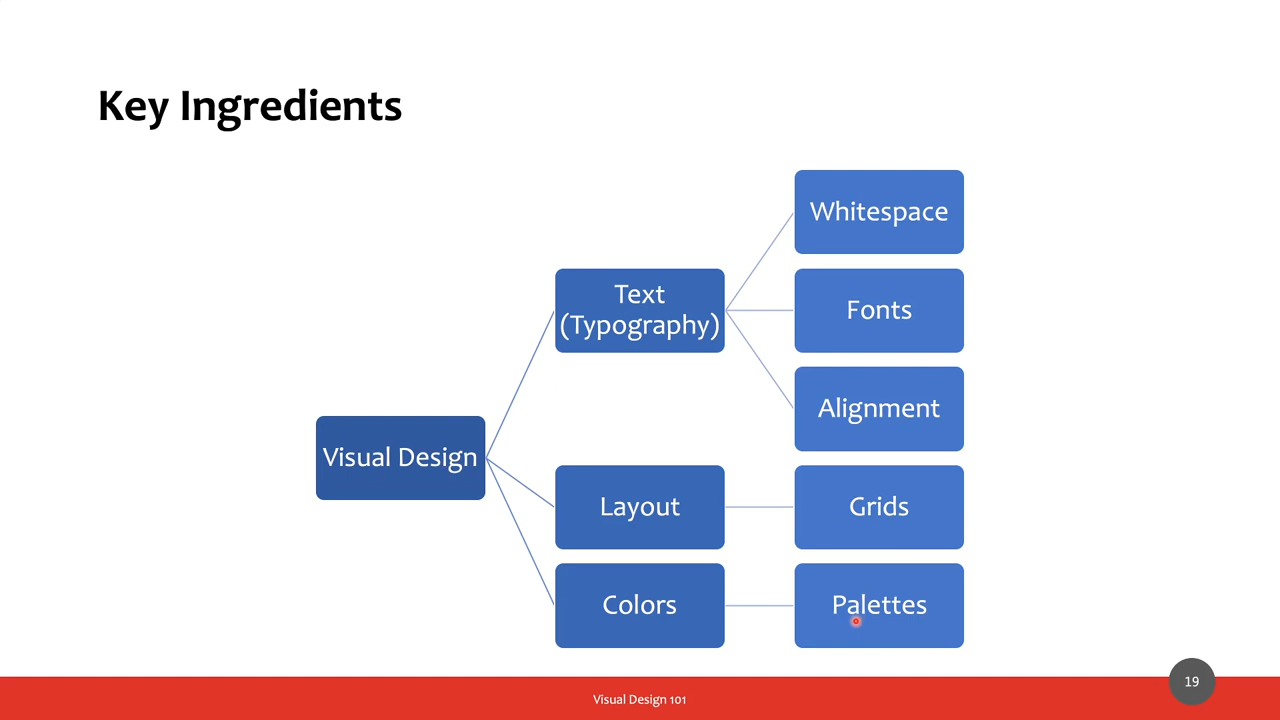 Key Ingredients
Visual Design
Text
(Typography)
Whitespace
Fonts
Alignment
Layout
Grids
Colors
Palettes
Visual Design 101
19